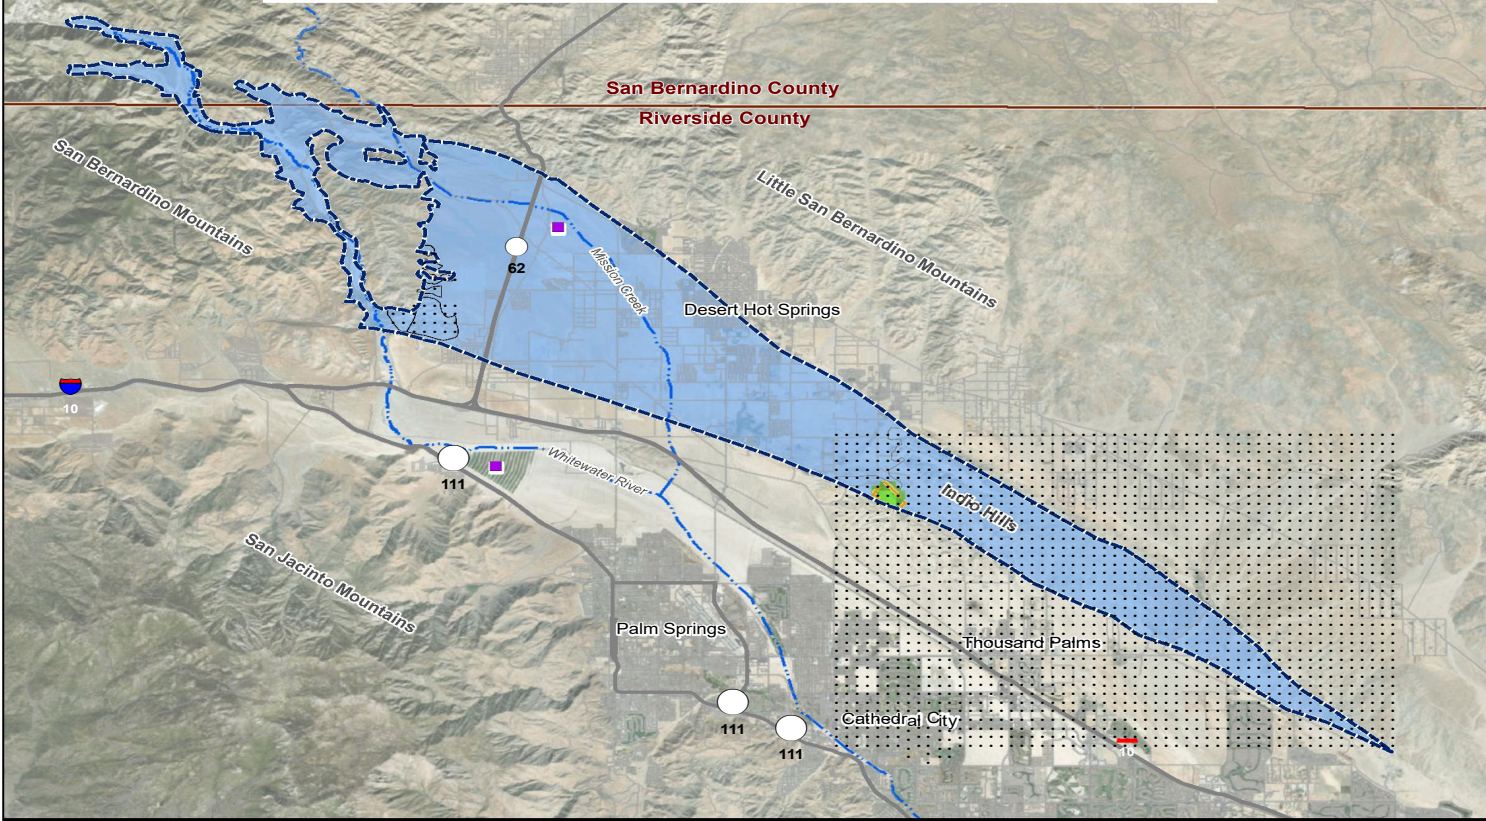 San Bernardino County
Riverside County
San Bernardino Mountains
Little San Bernardino Mountains
62
Mission Creek
Desert Hot Springs
10
111
Whitewater River
Indio Hills
San Jacinto Mountains
Palm Springs
Thousand Palms
111
Cathedral City
111
10